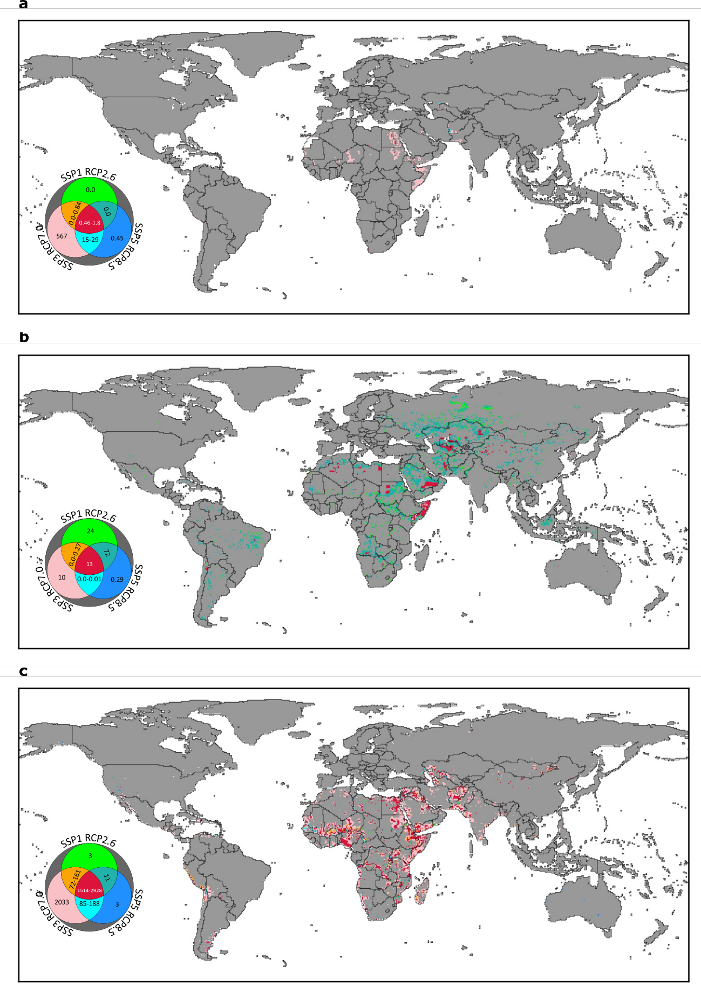 a
SSP1 RCP2.6
0.0
0.0-0.84
0.0
0.46-1.8
567
15-29
0.45
SSP3 RCP7.0
SSP5 RCP8.5
b
SSP1 RCP2.6
24
0.0-0.27
72
13
10
0.0-0.01
0.29
SSP3 RCP7.0
SSP5 RCP8.5
c
SSP1 RCP2.6
3
72-161
11
1514-2928
2033
85-188
3
SSP3 RCP7.0
SSP5 RCP8.5